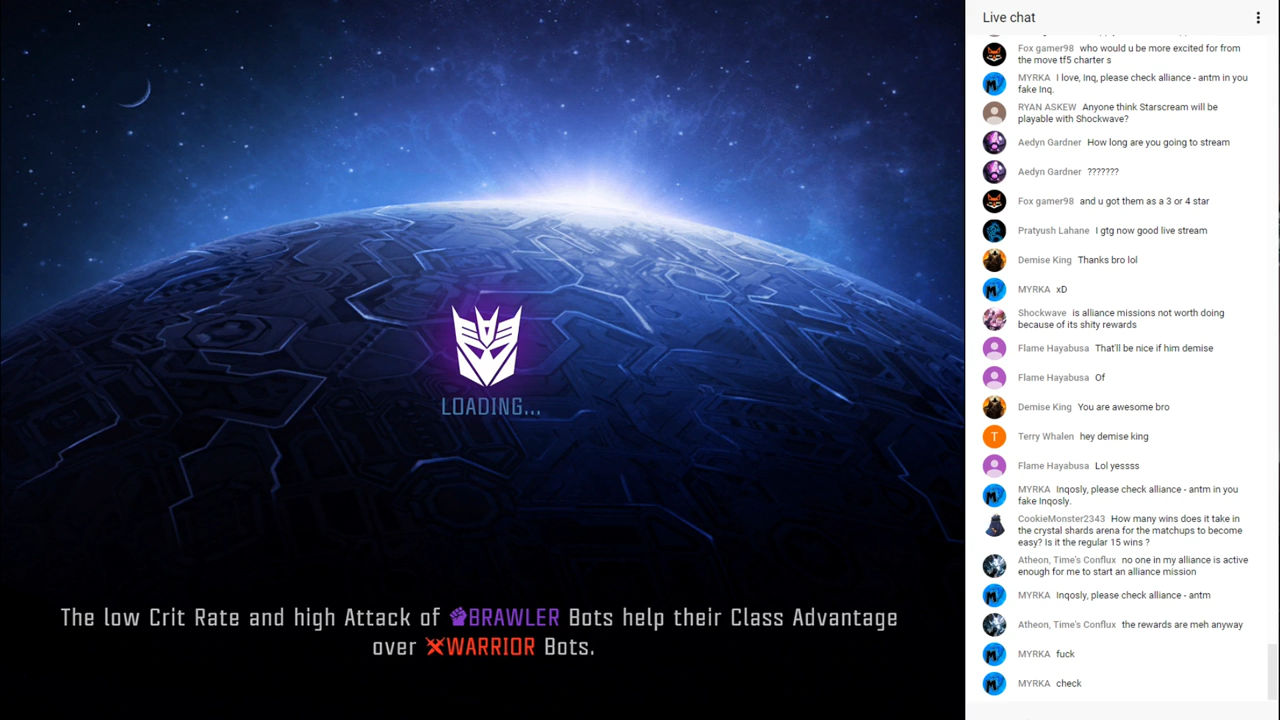 LOADING...
The low Crit Rate and high Attack of BRAWLER Bots help their Class Advantage
over WARRIOR Bots.
Live chat
Fox gamer98 who would u be more excited for from
the move tf5 charter s
MYRKA I love, Inq, please check alliance - antm in you
fake Inq.
RYAN ASKEW Anyone think Starscream will be
playable with Shockwave?
Aedyn Gardner How long are you going to stream
Aedyn Gardner ???????
Fox gamer98 and u got them as a 3 or 4 star
Pratyush Lahane I gtg now good live stream
Demise King Thanks bro lol
MYRKA xD
Shockwave is alliance missions not worth doing
because of its shity rewards
Flame Hayabusa That'll be nice if him demise
Flame Hayabusa Of
Demise King You are awesome bro
T
Terry Whalen hey demise king
Flame Hayabusa Lol yessss
MYRKA Inqosly, please check alliance - antm in you
fake Inqosly.
CookieMonster2343 How many wins does it take in
the crystal shards arena for the matchups to become
easy? Is it the regular 15 wins ?
Atheon, Time's Conflux no one in my alliance is active
enough for me to start an alliance mission
MYRKA Inqosly, please check alliance - antm
Atheon, Time's Conflux the rewards are meh anyway
MYRKA fuck
MYRKA check